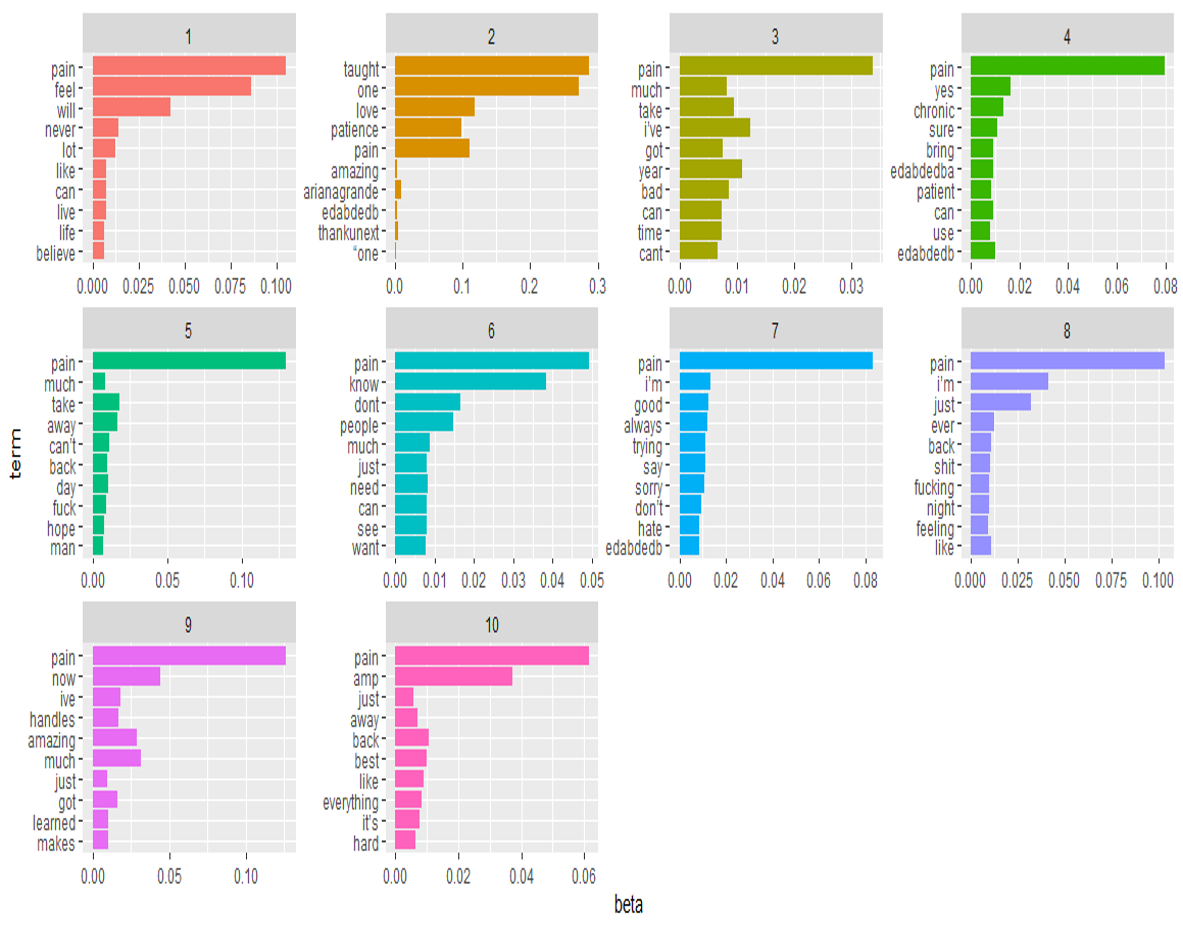 1
pain
feel
will
never
lot
like
can
live
life
believe
0.000 0.025 0.050 0.075 0.100
2
taught
one
love
patience
pain
amazing
arianagrande
edabdedb
thankunext
“one
0.0 0.1 0.2 0.3
3
pain
much
take
i've
got
year
bad
can
time
cant
0.00 0.01 0.02 0.03
4
pain
yes
chronic
sure
bring
edabdedba
patient
can
use
edabdedb
0.00 0.02 0.04 0.06 0.08
5
pain
much
take
away
can't
back
day
fuck
hope
man
0.00 0.05 0.10
6
pain
know
dont
people
much
just
need
can
see
want
0.00 0.01 0.02 0.03 0.04 0.05
7
pain
i'm
good
always
trying
say
sorry
don't
hate
edabdedb
0.00 0.02 0.04 0.06 0.08
8
pain
i'm
just
ever
back
shit
fucking
night
feeling
like
0.000 0.025 0.050 0.075 0.100
9
pain
now
ive
handles
amazing
much
just
got
learned
makes
0.00 0.05 0.10
10
pain
amp
just
away
back
best
like
everything
it's
hard
0.00 0.02 0.04 0.06
term
beta